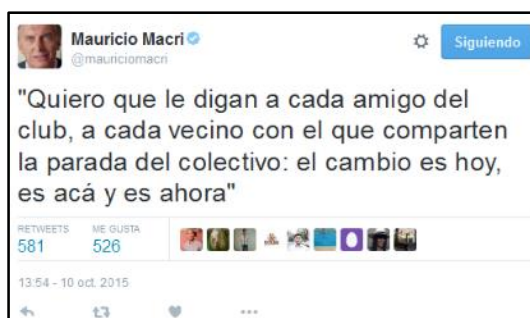 Mauricio Macri
@mauriciomacri
Siguiendo
"Quiero que le digan a cada amigo del
club, a cada vecino con el que comparten
la parada del colectivo: el cambio es hoy,
es acá y es ahora"
RETWEETS ME GUSTA
581 526
13:54 - 10 oct. 2015